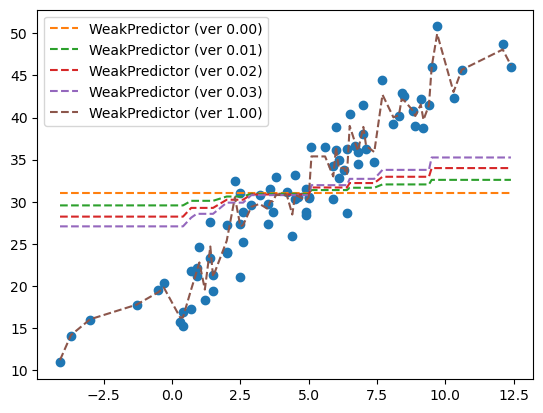 WeakPredictor (ver 0.00)
WeakPredictor (ver 0.01)
WeakPredictor (ver 0.02)
WeakPredictor (ver 0.03)
WeakPredictor (ver 1.00)
50
45
40
35
30
25
20
15
10
−2.5 0.0 2.5 5.0 7.5 10.0 12.5